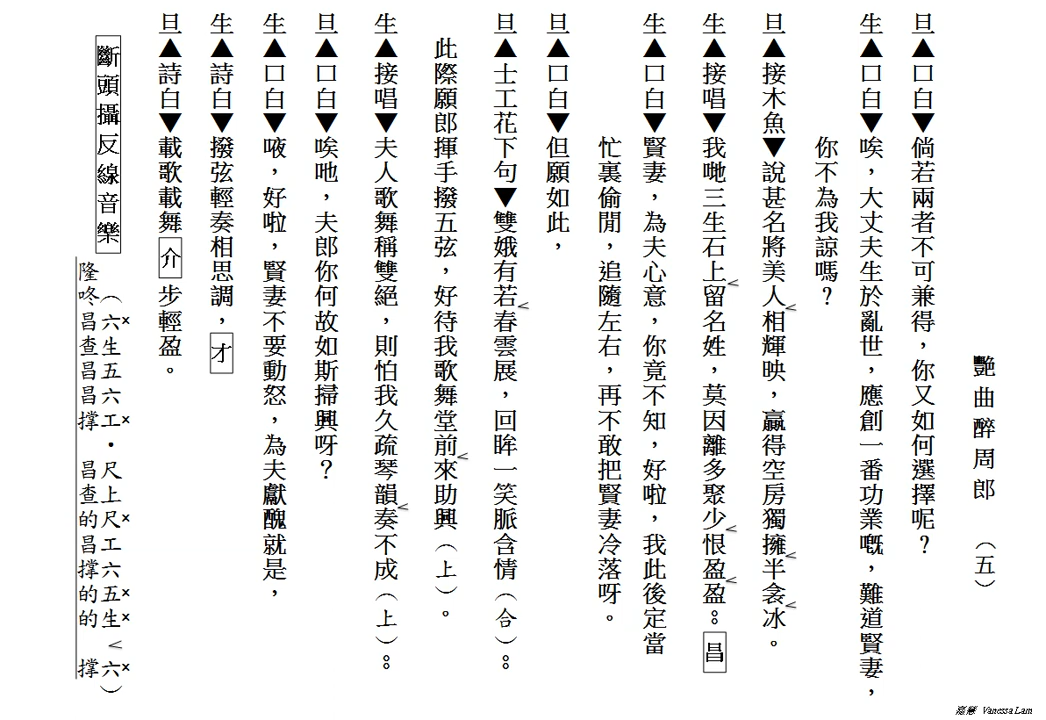 艷曲醉周郎 （五）
旦▲口白▼倘若兩者不可兼得，你又如何選擇呢？
生▲口白▼唉，大丈夫生於亂世，應創一番功業嘅，難道賢妻，
你不為我諒嗎？
旦▲接木魚▼說甚名將美人＜相輝映，贏得空房獨擁＜半衾＜冰。
生▲接唱▼我哋三生石上＜留名姓，莫因離多聚少＜恨盈＜盈。昌
生▲口白▼賢妻，為夫心意，你竟不知，好啦，我此後定當
忙裏偷閒，追隨左右，再不敢把賢妻冷落呀。
旦▲口白▼但願如此，
旦▲士工花下句▼雙娥有若＜春雲展，回眸一笑脈含情（合）。
此際願郎揮手撥五弦，好待我歌舞堂前＜來助興（上）。
生▲接唱▼夫人歌舞稱雙絕，則怕我久疏琴韻＜奏不成（上）。
旦▲口白▼唉吔，夫郎你何故如斯掃興呀？
生▲口白▼唛，好啦，賢妻不要動怒，為夫獻醜就是，
生▲詩白▼撥弦輕奏相思調，才
旦▲詩白▼載歌載舞介步輕盈。
斷頭攝反線音樂（六×生五六工×・尺上尺×工六五×生×＜六×）
隆咚昌查昌昌撐昌查的昌撐的的撐
嘉慧 VanessaLam